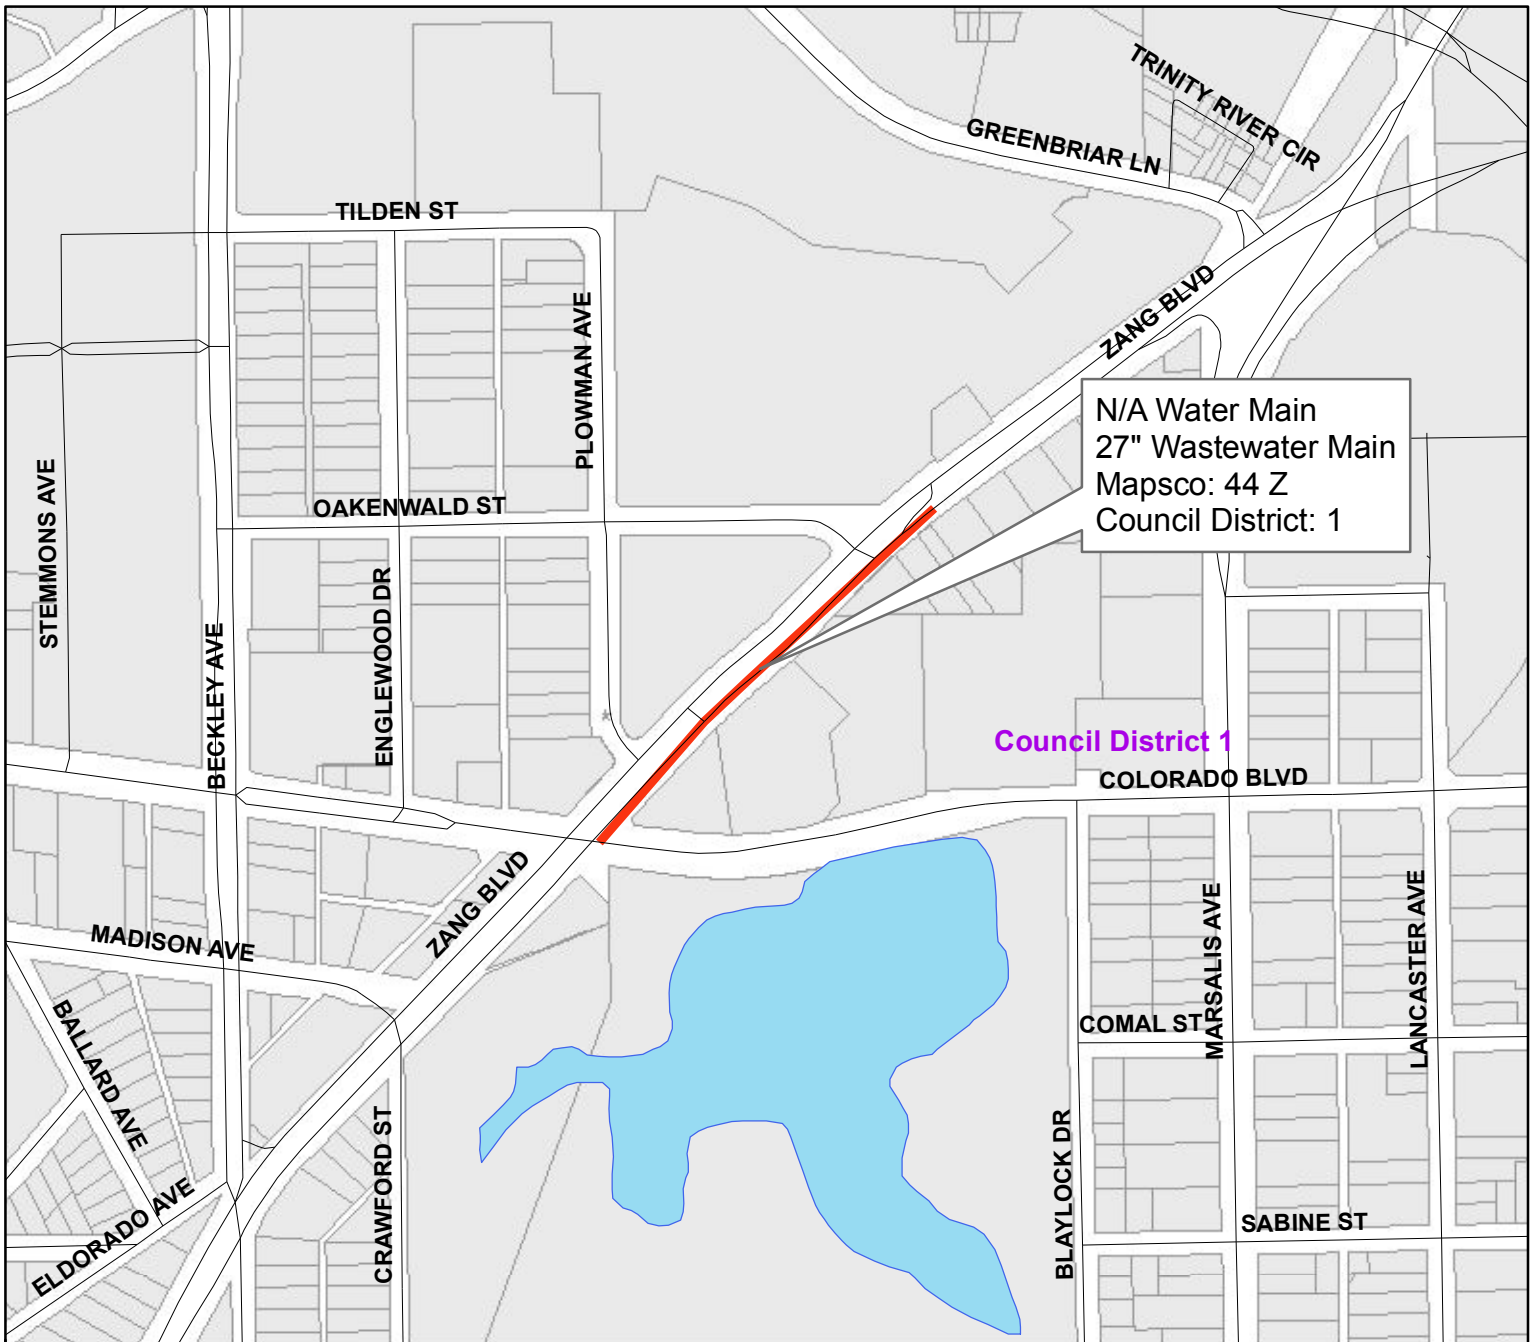 TRINITY RIVER CIR
GREENBRIAR LN
TILDEN ST
ZANG BLVD
PLOWMAN AVE
N/A Water Main
27" Wastewater Main
Mapsco: 44 Z
Council District: 1
STEMMONS AVE
OAKENWALD ST
ENGLEWOOD DR
BECKLEY AVE
Council District 1
COLORADO BLVD
ZANG BLVD
MADISON AVE
MARSALIS AVE
LANCASTER AVE
BALLARD AVE
COMAL ST
CRAWFORD ST
BLAYLOCK DR
ELDORADO AVE
SABINE ST